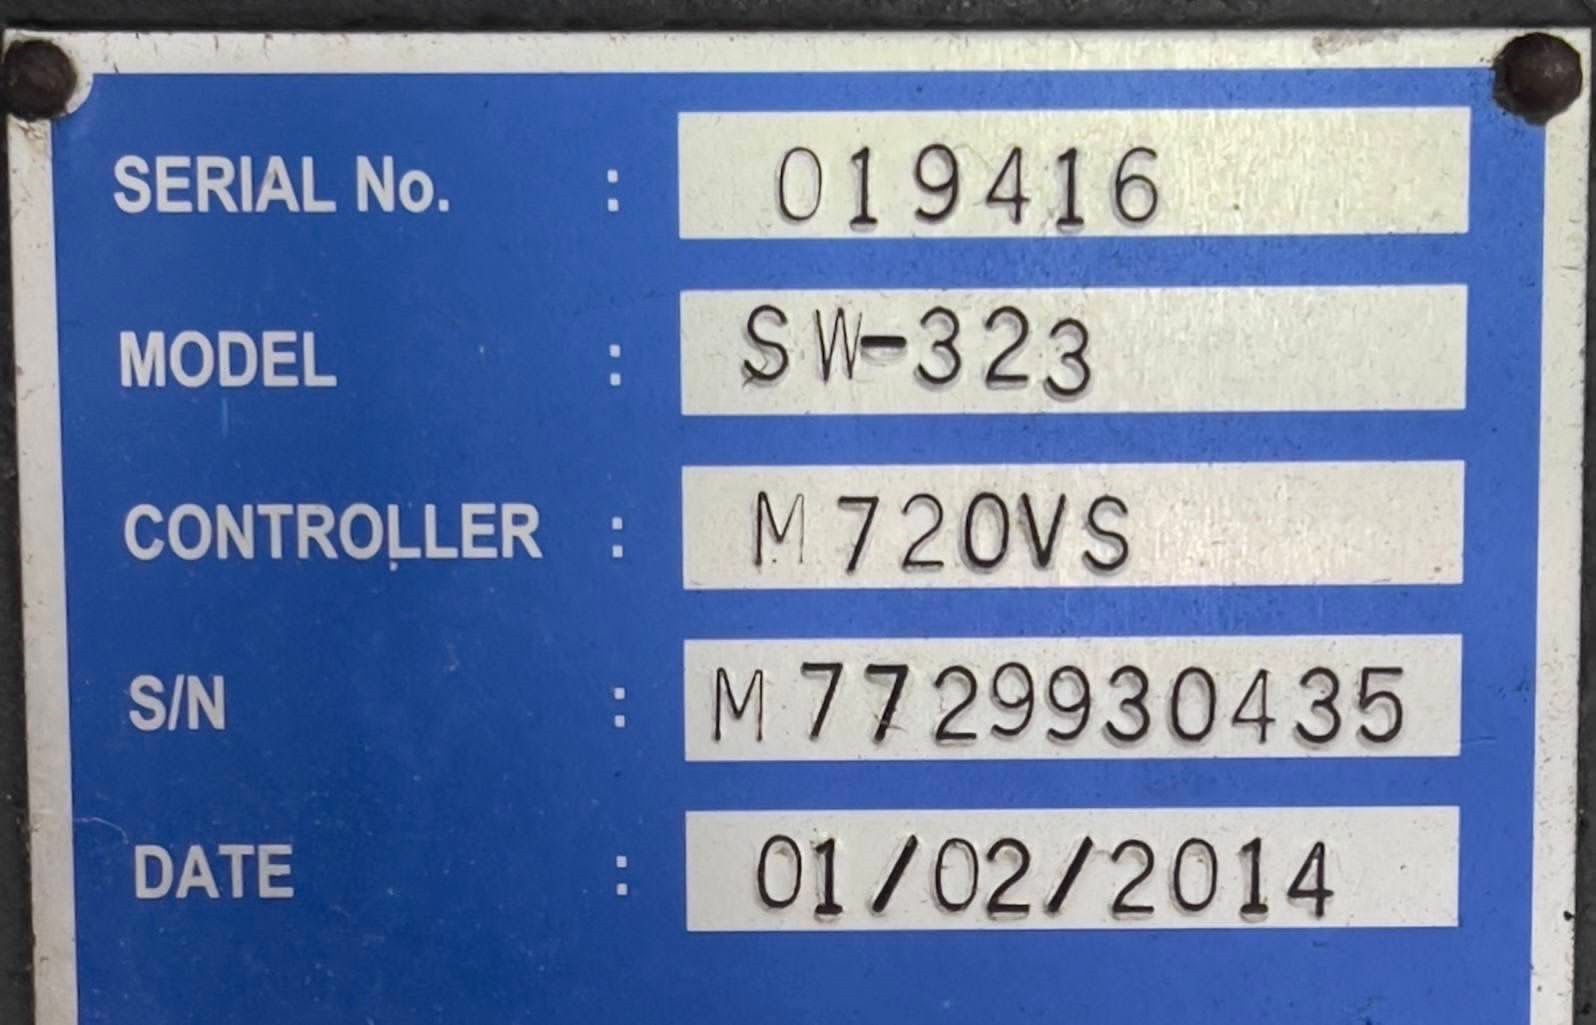 SERIAL No. : 019416
MODEL : SW-323
CONTROLLER : M720VS
S/N : M7729930435
DATE : 01/02/2014